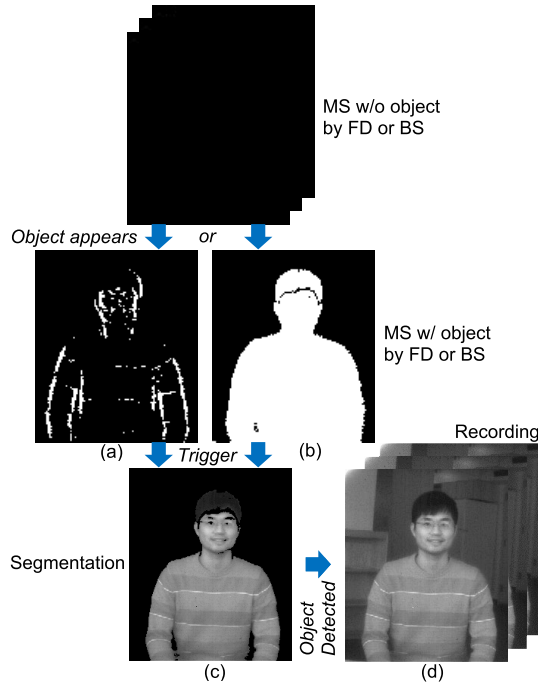 MS w/o object
by FD or BS
Object appears
or
MS w/ object
by FD or BS
(a)
Trigger
(b)
Recording
Segmentation
Object
Detected
(c)
(d)